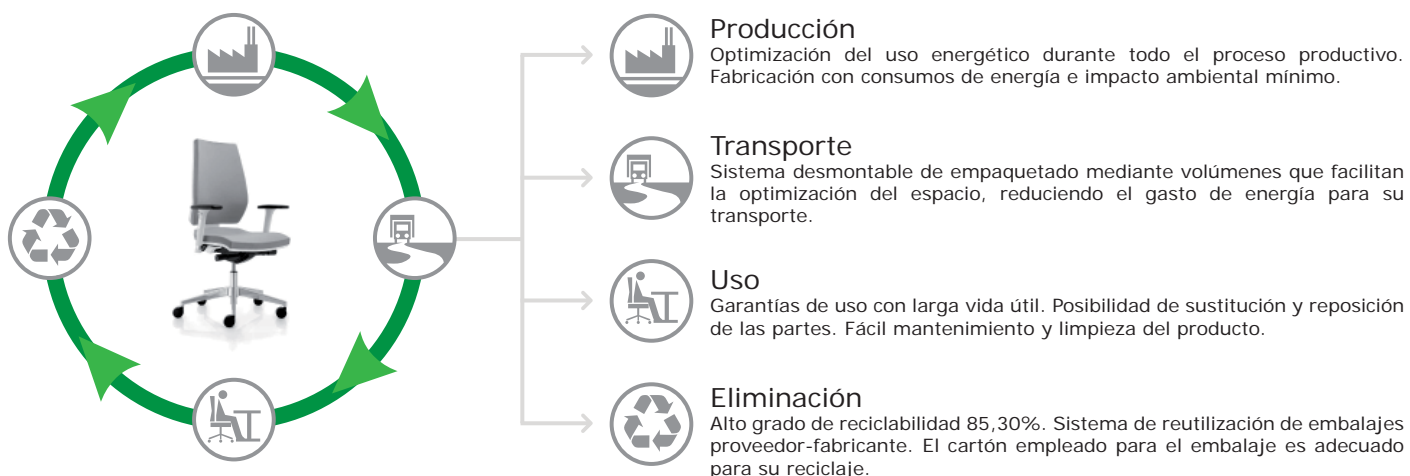 Producción
Optimización del uso energético durante todo el proceso productivo.
Fabricación con consumos de energía e impacto ambiental mínimo.
Transporte
Sistema desmontable de empaquetado mediante volúmenes que facilitan
la optimización del espacio, reduciendo el gasto de energía para su
transporte.
Uso
Garantías de uso con larga vida útil. Posibilidad de sustitución y reposición
de las partes. Fácil mantenimiento y limpieza del producto.
Eliminación
Alto grado de reciclabilidad 85,30%. Sistema de reutilización de embalajes
proveedor-fabricante. El cartón empleado para el embalaje es adecuado
para su reciclaje.